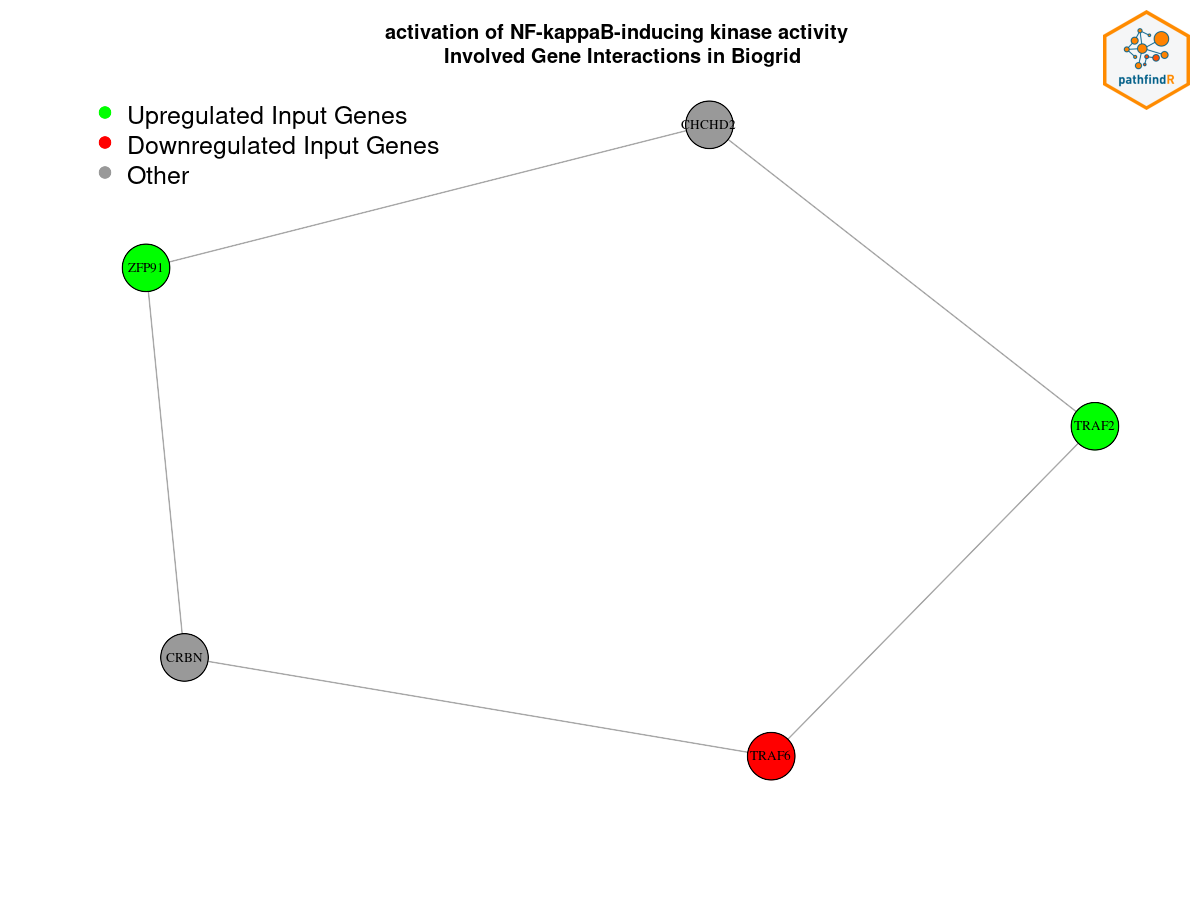 activation of NF-kappaB-inducing kinase activity
Involved Gene Interactions in Biogrid
pathfindR
Upregulated Input Genes
Downregulated Input Genes
Other
CHCHD2
ZFP91
TRAF2
CRBN
TRAF6